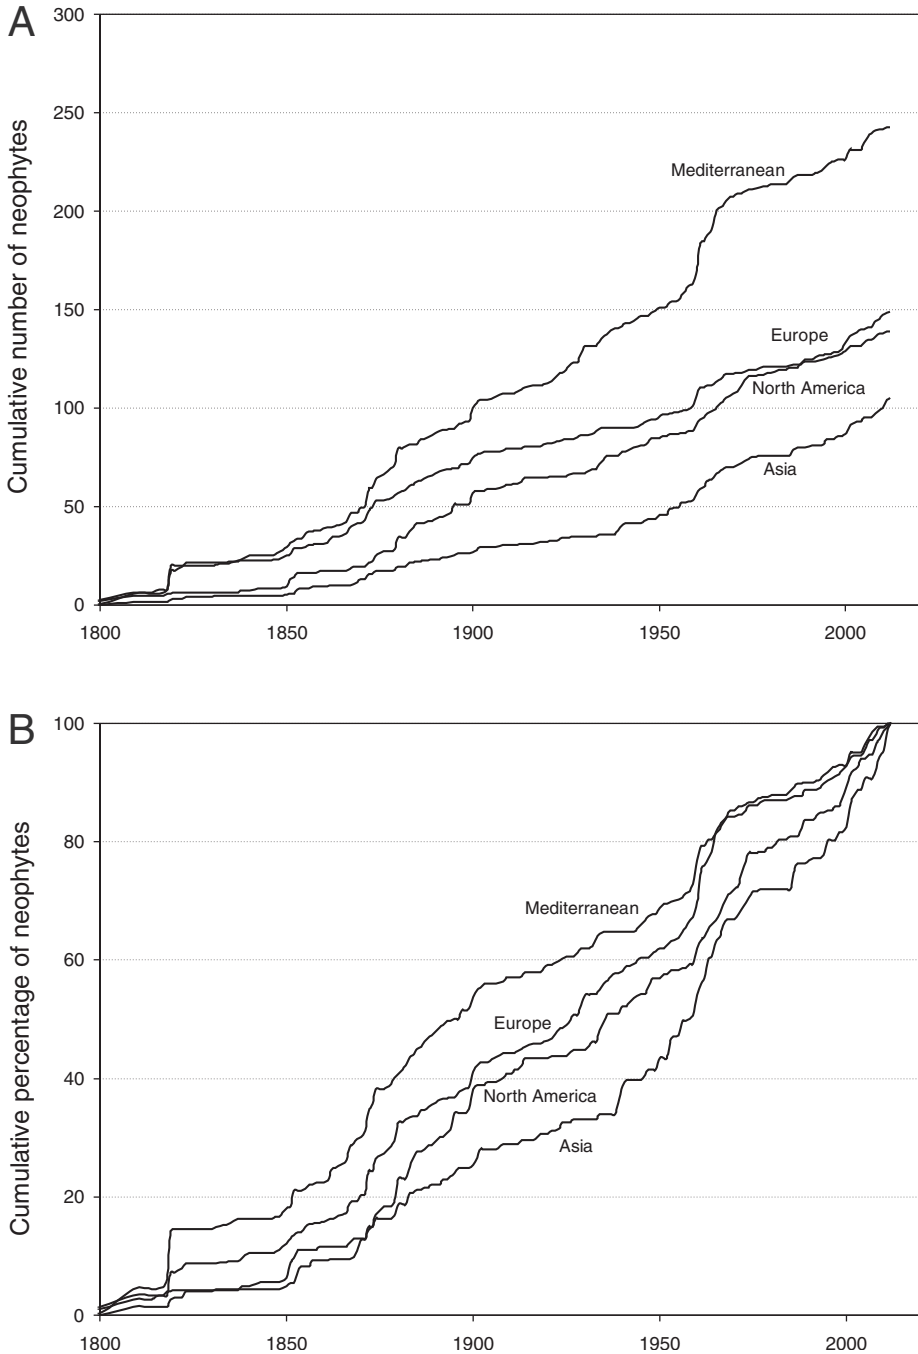 A
300
250
200
150
100
50
0
Cumulative number of neophytes
Mediterranean
Europe
North America
Asia
1800
1850
1900
1950
2000
B
100
80
60
40
20
0
Cumulative percentage of neophytes
Mediterranean
Europe
North America
Asia
1800
1850
1900
1950
2000